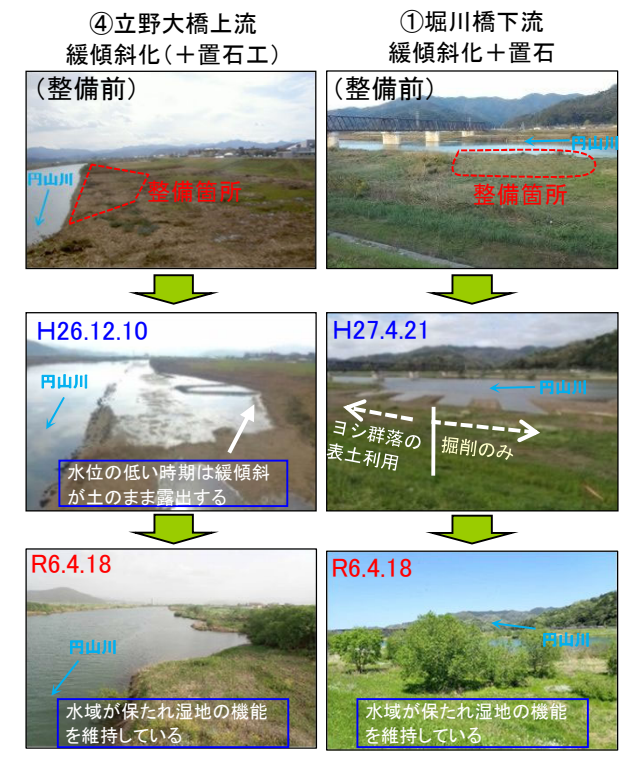 ④立野大橋上流
緩傾斜化(＋置石工)
(整備前)
円山川
整備箇所
H26.12.10
円山川
水位の低い時期は緩傾斜
が土のまま露出する
R6.4.18
円山川
水域が保たれ湿地の機能
を維持している
①堀川橋下流
緩傾斜化＋置石
(整備前)
円山川
整備箇所
H27.4.21
円山川
ヨシ群落の
表土利用
掘削のみ
R6.4.18
円山川
水域が保たれ湿地の機能
を維持している